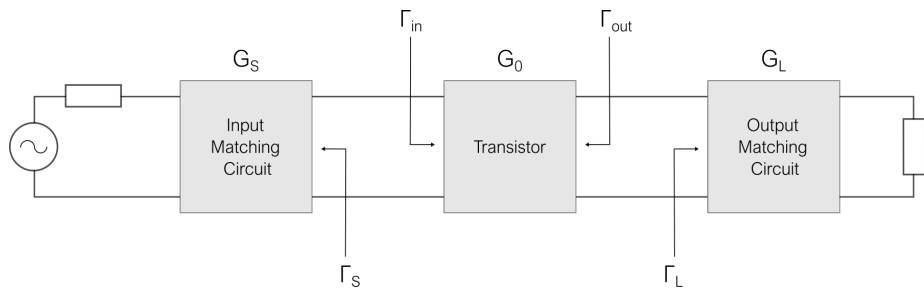 Γin
Γout
GS
G0
GL
Input
Matching
Circuit
Transistor
Output
Matching
Circuit
ΓS
ΓL